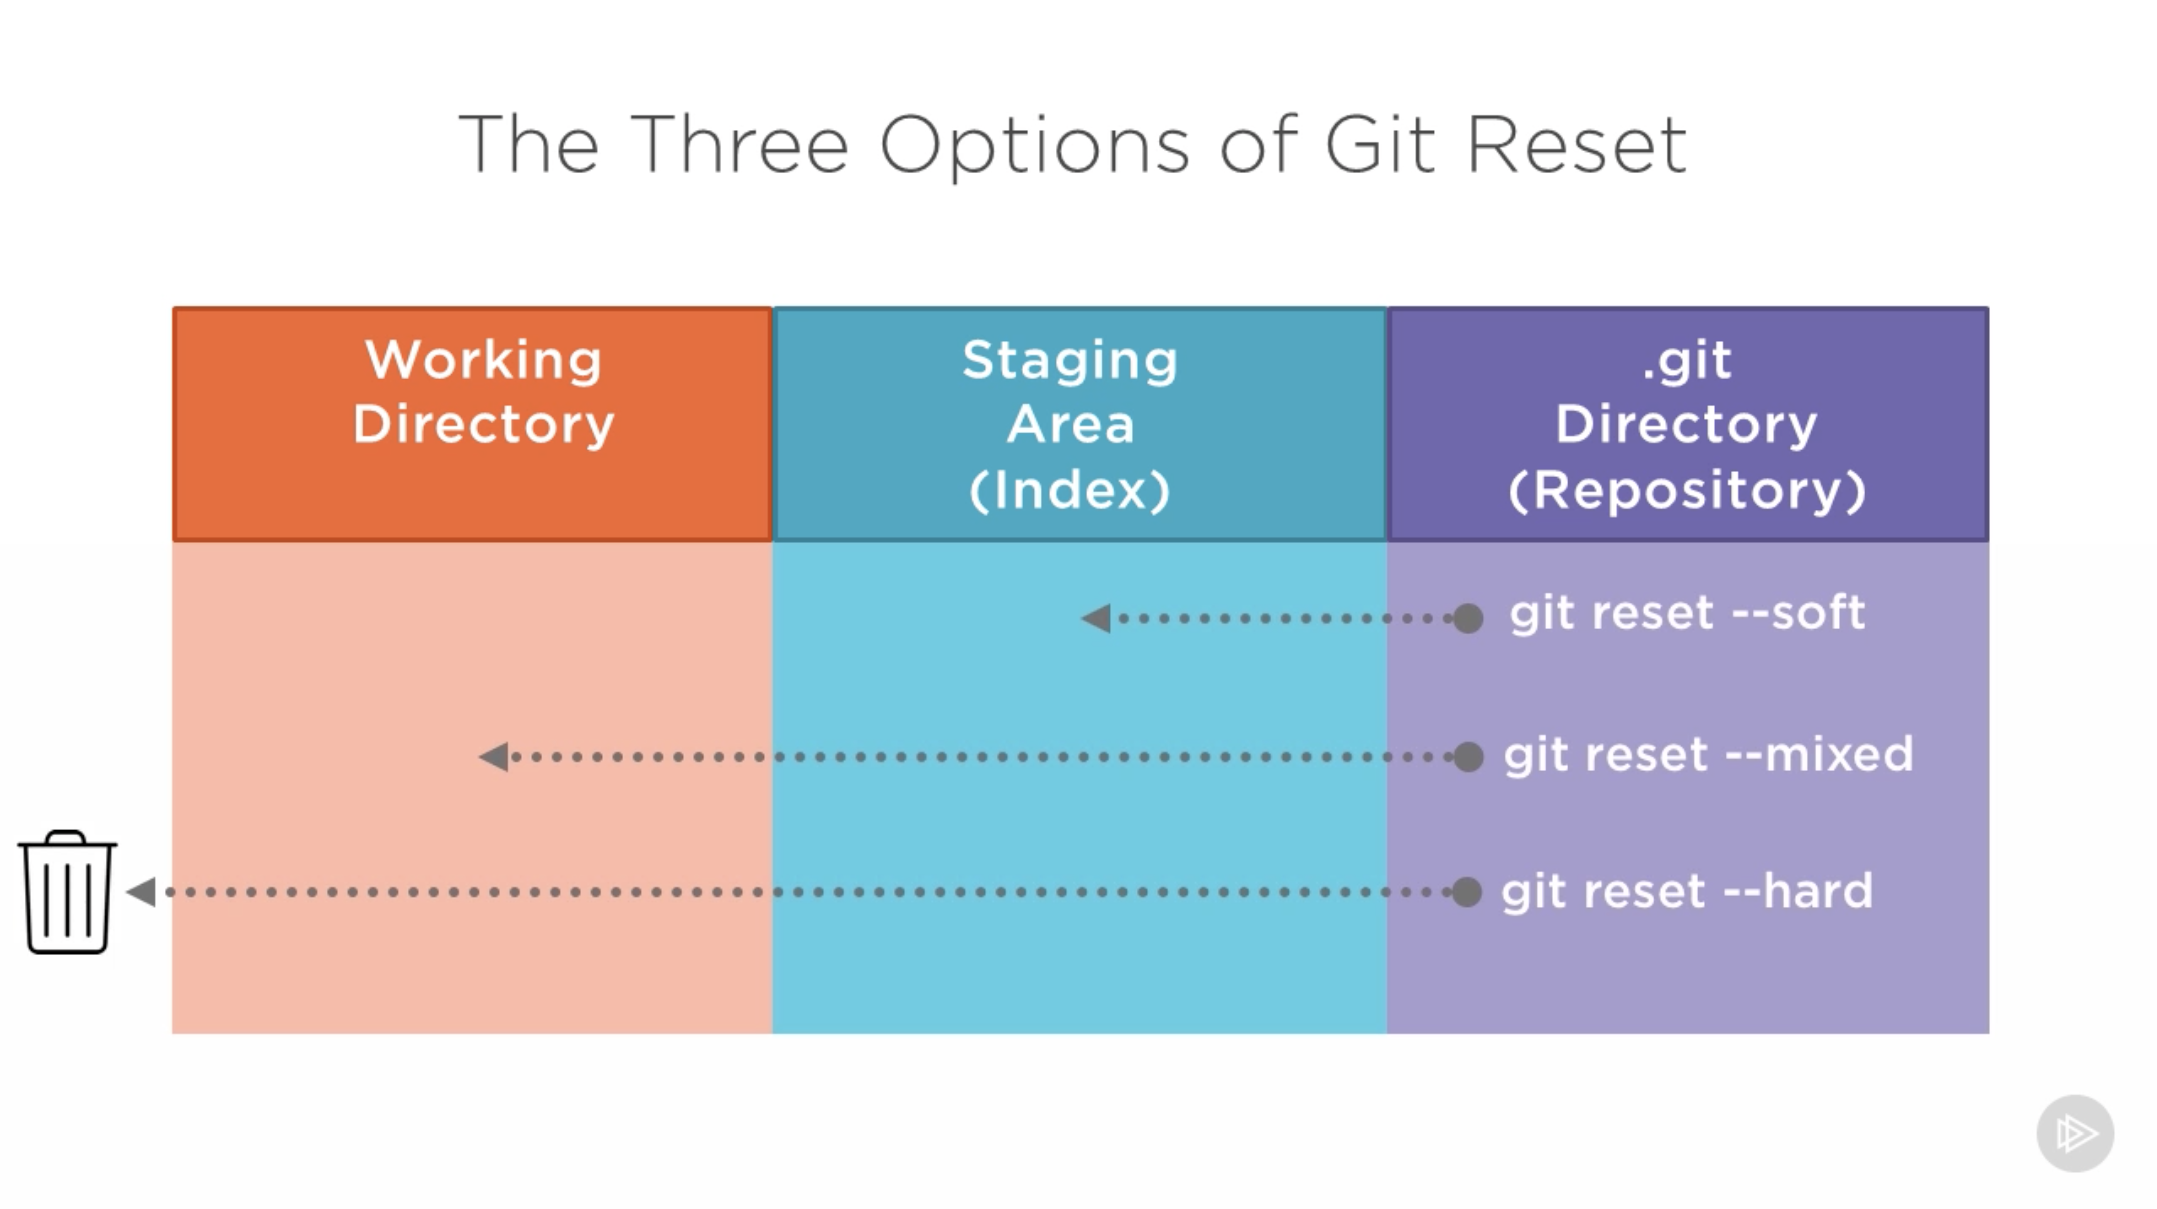 The Three Options of Git Reset
Working
Directory
Staging
Area
(Index)
.git
Directory
(Repository)
git reset --soft
git reset --mixed
git reset --hard